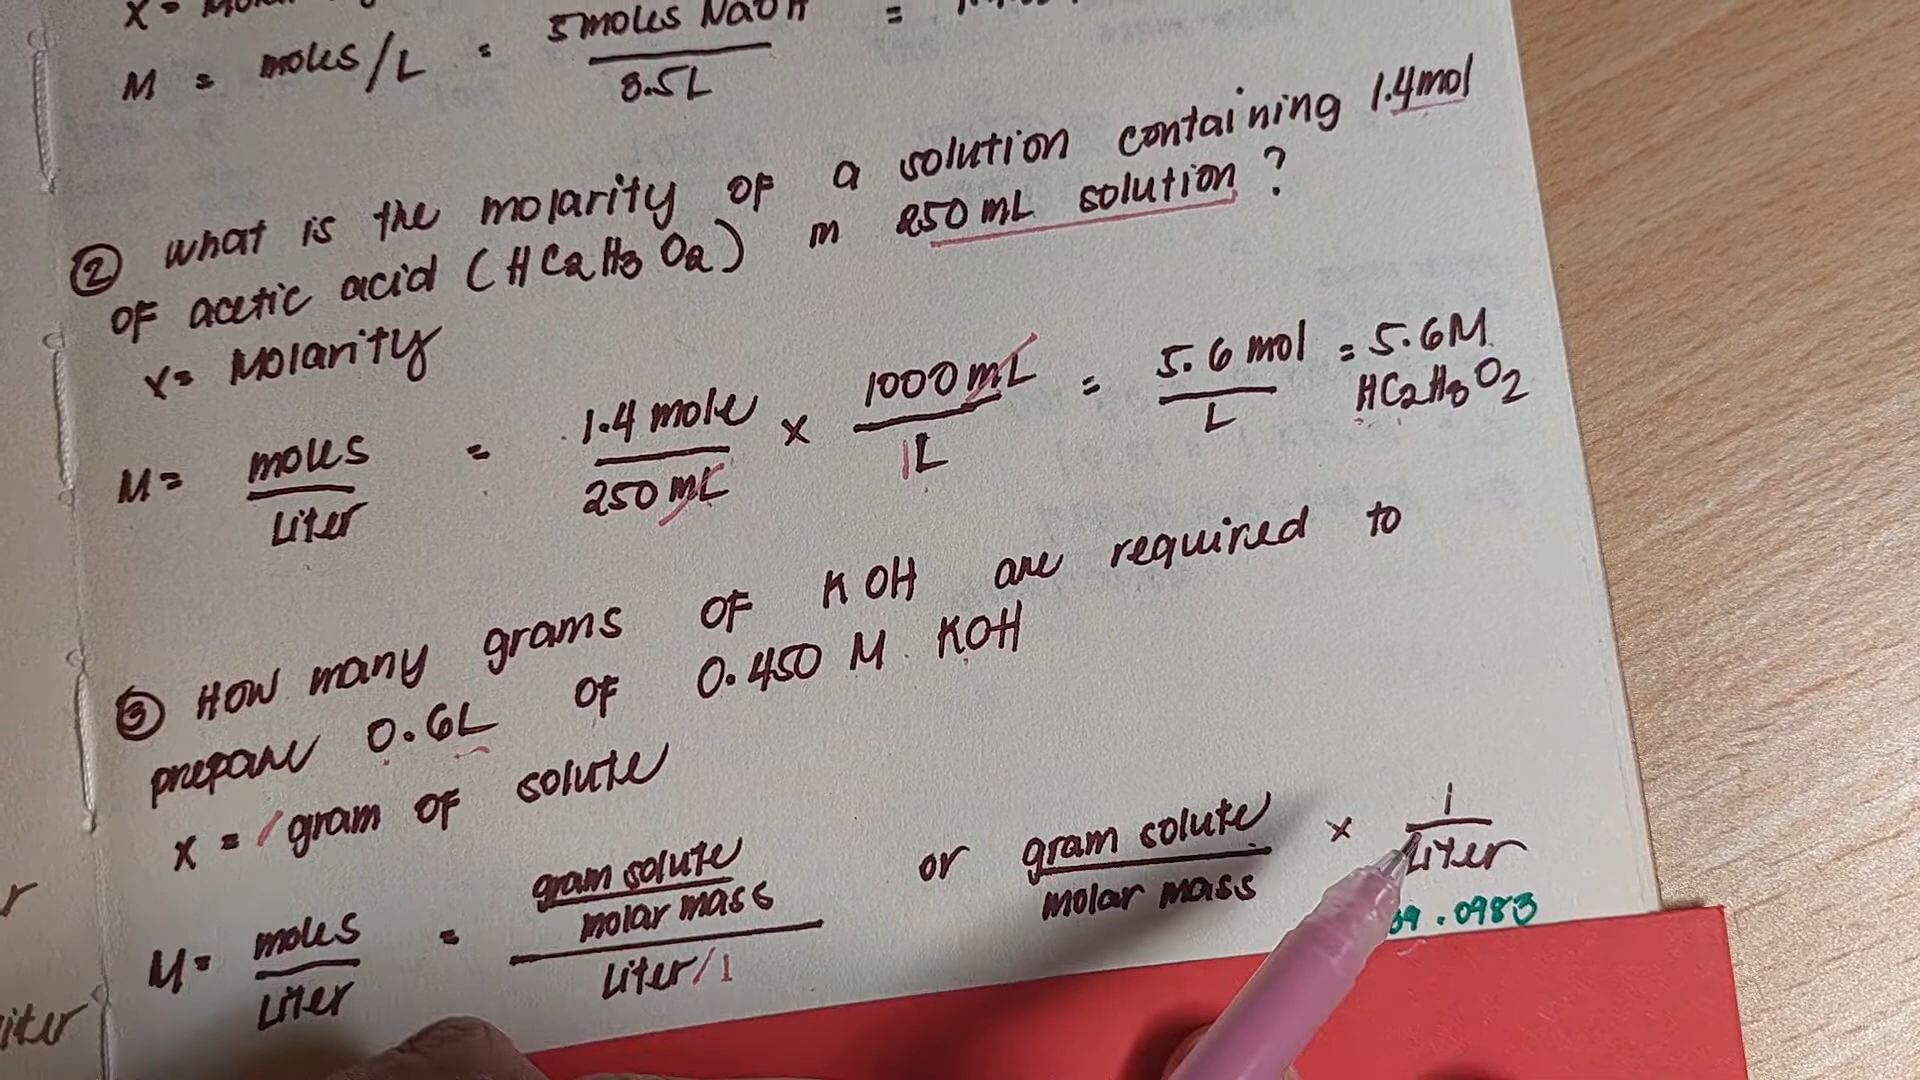 X =
M = moles/L = 5moles NaOH =
3.5L
② What is the molarity of a solution containing 1.4mol
of acetic acid (HC2H3O2) in 250 mL solution?
X= Molarity
M= moles = 1.4 mole x 1000 mL = 5.6 mol = 5.6M
liter 250 mL 1L L HC2H3O2
③ How many grams of KOH are required to
prepare 0.6L of 0.450 M KOH
X = gram of solute
M= moles = gram solute or gram solute x 1
liter molar mass molar mass Liter
liter/1
39.0983